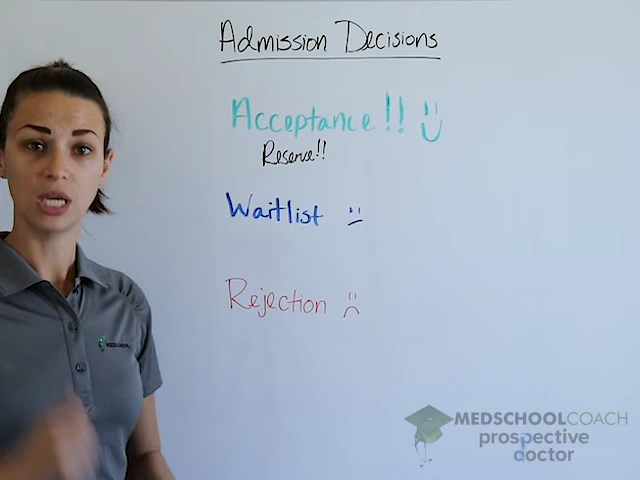 Admission Decisions
Acceptance!!
Reserve!!
Waitlist
Rejection
MEDSCHOOLCOACH
prospective
doctor